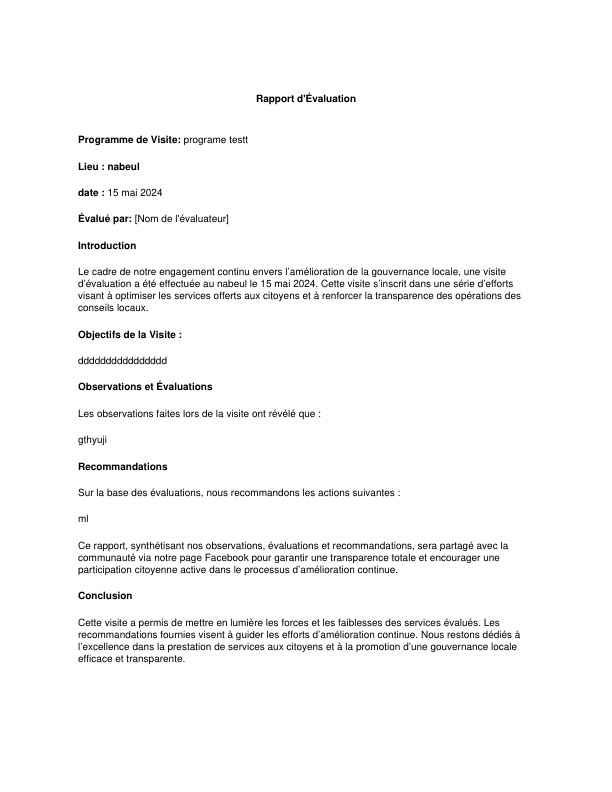 Rapport d'Évaluation
Programme de Visite: programe testt
Lieu : nabeul
date : 15 mai 2024
Évalué par: [Nom de l'évaluateur]
Introduction
Le cadre de notre engagement continu envers l’amélioration de la gouvernance locale, une visite
d’évaluation a été effectuée au nabeul le 15 mai 2024. Cette visite s’inscrit dans une série d’efforts
visant à optimiser les services offerts aux citoyens et à renforcer la transparence des opérations des
conseils locaux.
Objectifs de la Visite :
dddddddddddddddd
Observations et Évaluations
Les observations faites lors de la visite ont révélé que :
gthyuji
Recommandations
Sur la base des évaluations, nous recommandons les actions suivantes :
ml
Ce rapport, synthétisant nos observations, évaluations et recommandations, sera partagé avec la
communauté via notre page Facebook pour garantir une transparence totale et encourager une
participation citoyenne active dans le processus d’amélioration continue.
Conclusion
Cette visite a permis de mettre en lumière les forces et les faiblesses des services évalués. Les
recommandations fournies visent à guider les efforts d’amélioration continue. Nous restons dédiés à
l’excellence dans la prestation de services aux citoyens et à la promotion d’une gouvernance locale
efficace et transparente.